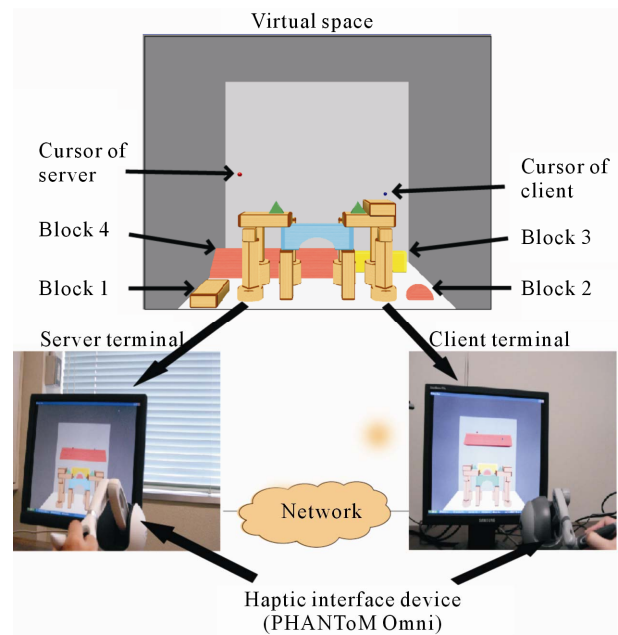 Virtual space
Cursor of
server
Cursor of
client
Block 4
Block 3
Block 1
Block 2
Server terminal
Client terminal
Network
Haptic interface device
(PHANToM Omni)